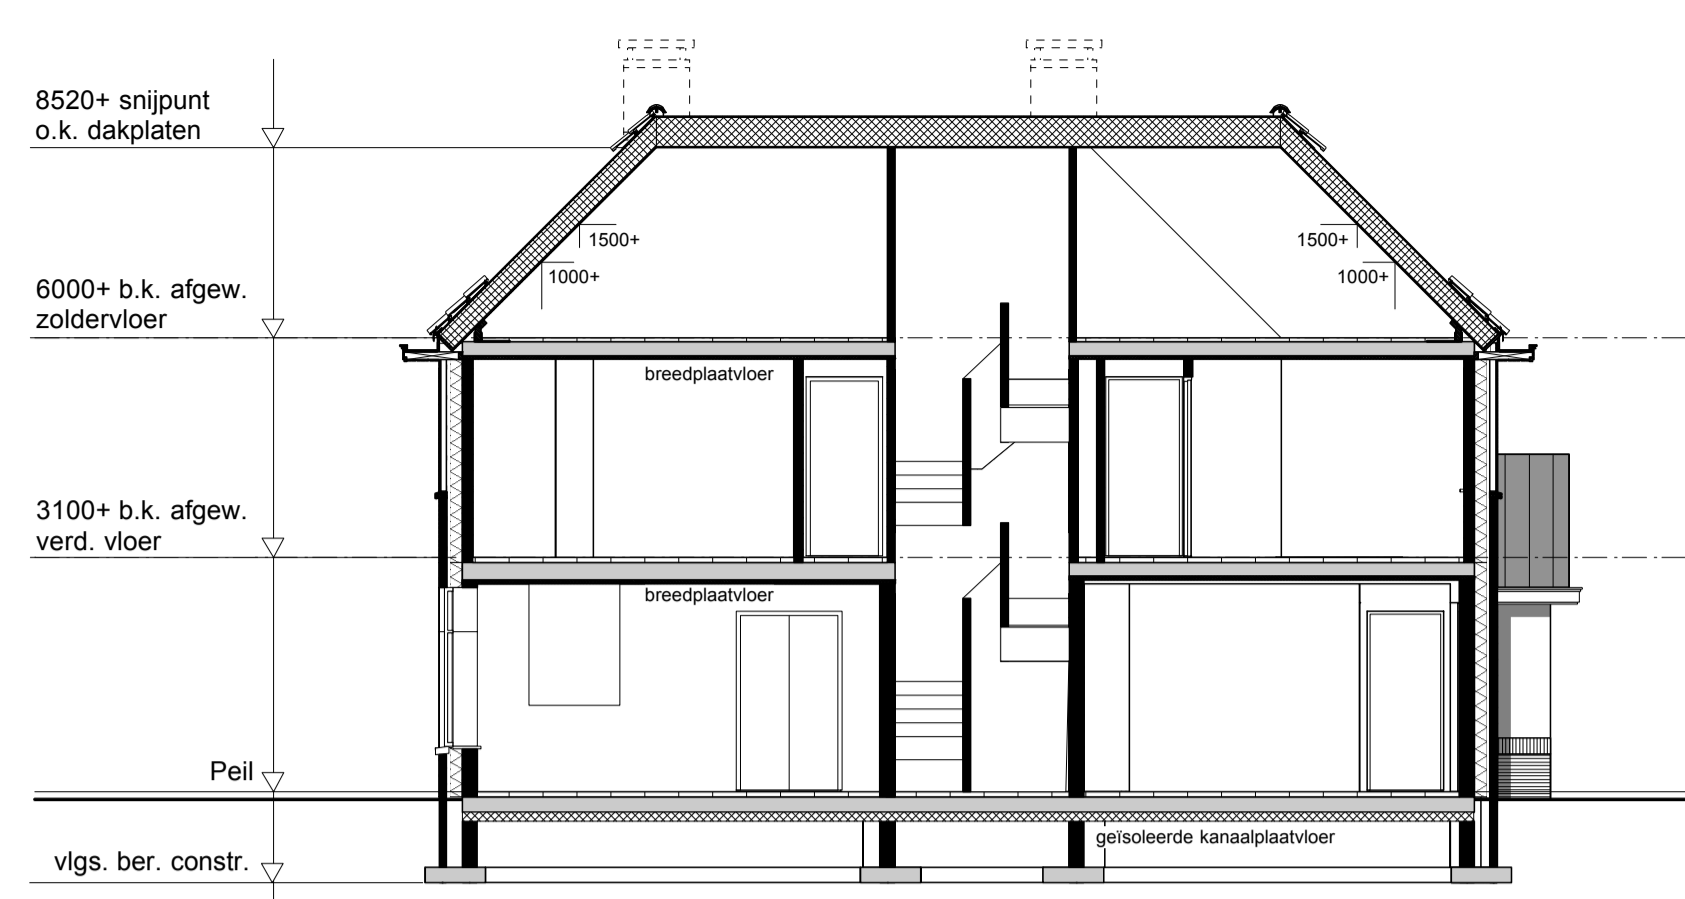 8520+ snijpunt
o.k. dakplaten
1500+
1500+
1000+
1000+
6000+ b.k. afgew.
zoldervloer
breedplaatvloer
3100+ b.k. afgew.
verd. vloer
breedplaatvloer
Peil
geïsoleerde kanaalplaatvloer
vlgs. ber. constr.